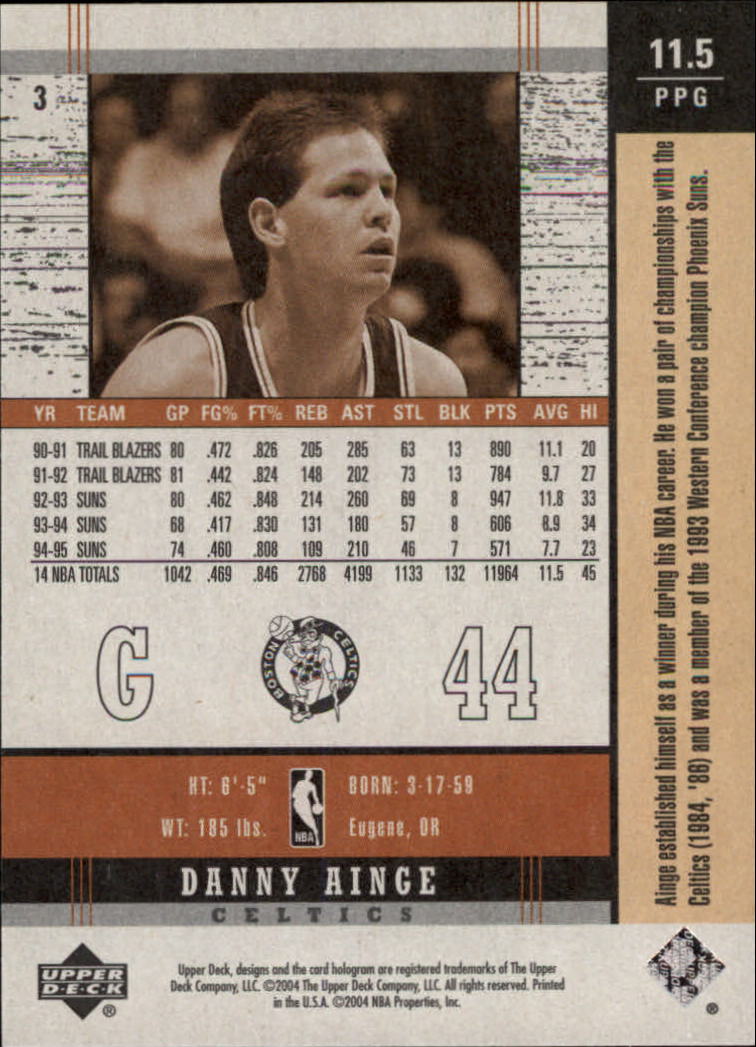 11.5
PPG
3
YR TEAM GP FG% FT% REB AST STL BLK PTS AVG HI
90-91 TRAIL BLAZERS 80 .472 .826 205 285 63 13 890 11.1 20
91-92 TRAIL BLAZERS 81 .442 .824 148 202 73 13 784 9.7 27
92-93 SUNS 80 .462 .848 214 260 69 8 947 11.8 33
93-94 SUNS 68 .417 .830 131 180 57 8 606 8.9 34
94-95 SUNS 74 .460 .808 109 210 46 7 571 7.7 23
14 NBA TOTALS 1042 .469 .846 2768 4199 1133 132 11964 11.5 45
G
BOSTON CELTICS
44
HT: 6'-5" BORN: 3-17-59
WT: 185 lbs. Eugene, OR
NBA
DANNY AINGE
CELTICS
Ainge established himself as a winner during his NBA career. He won a pair of championships with the
Celtics (1984, '86) and was a member of the 1993 Western Conference champion Phoenix Suns.
UPPER
D·E·C·K
®
Upper Deck, designs and the card hologram are registered trademarks of The Upper
Deck Company, LLC. ©2004 The Upper Deck Company, LLC. All rights reserved. Printed
in the U.S.A. ©2004 NBA Properties, Inc.
®